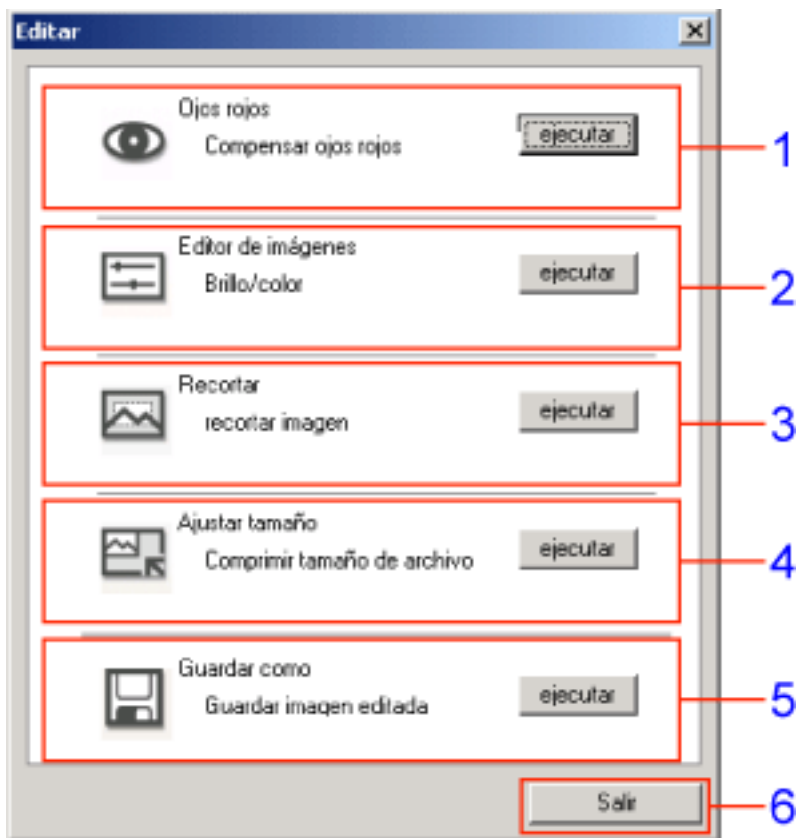 Editar
Ojos rojos
Compensar ojos rojos
ejecutar
1
Editor de imágenes
Brillo/color
ejecutar
2
Recortar
recortar imagen
ejecutar
3
Ajustar tamaño
Comprimir tamaño de archivo
ejecutar
4
Guardar como
Guardar imagen editada
ejecutar
5
Salir
6